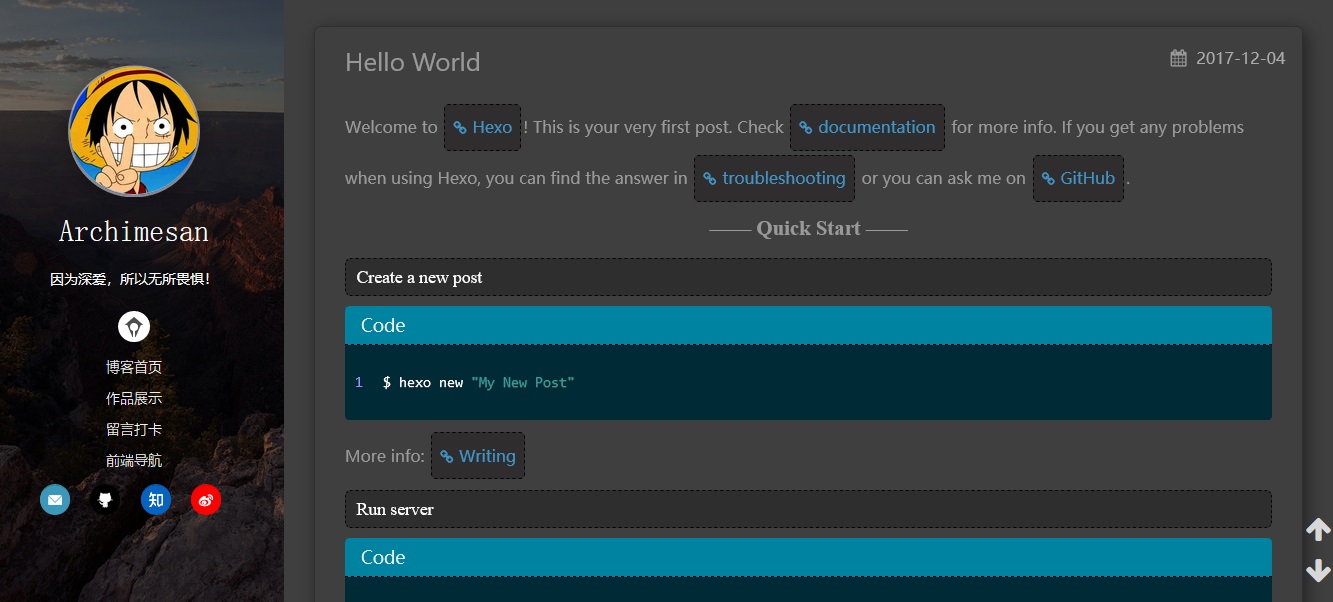 Archimesan
因为深爱，所以无所畏惧！
博客首页
作品展示
留言打卡
前端导航
知
Hello World
2017-12-04
Welcome to Hexo ! This is your very first post. Check documentation for more info. If you get any problems
when using Hexo, you can find the answer in troubleshooting or you can ask me on GitHub .
Quick Start
Create a new post
Code
1 $ hexo new "My New Post"
More info: Writing
Run server
Code